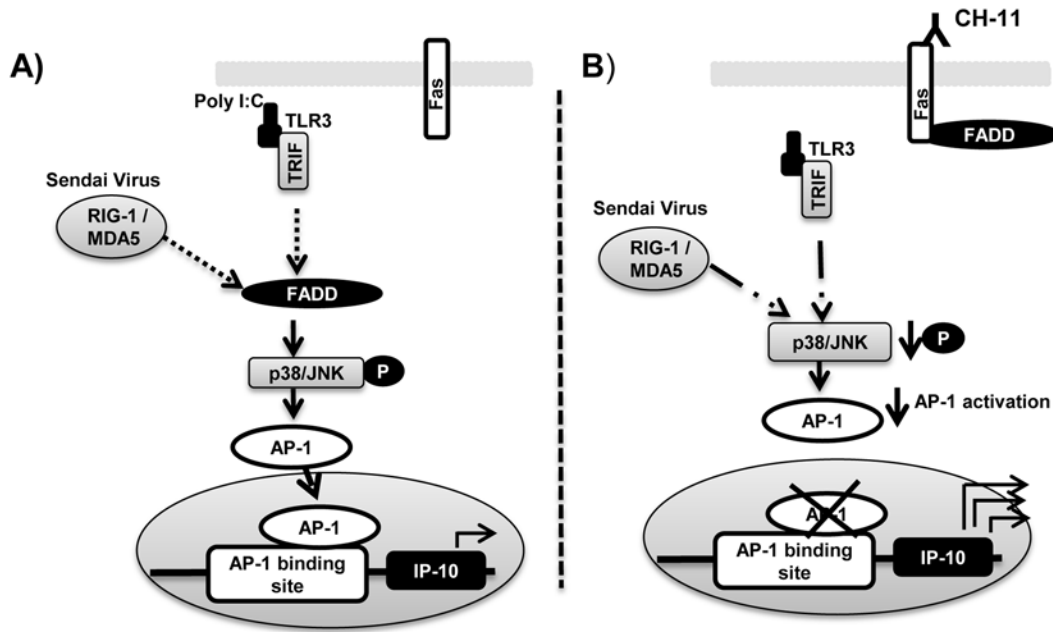 A)
Fas
Poly I:C
TLR3
TRIF
Sendai Virus
RIG-1 /
MDA5
FADD
p38/JNK
P
AP-1
AP-1
AP-1 binding
site
IP-10
B)
CH-11
Fas
FADD
TLR3
TRIF
Sendai Virus
RIG-1 /
MDA5
p38/JNK
P
AP-1
AP-1 activation
AP-1
AP-1 binding
site
IP-10